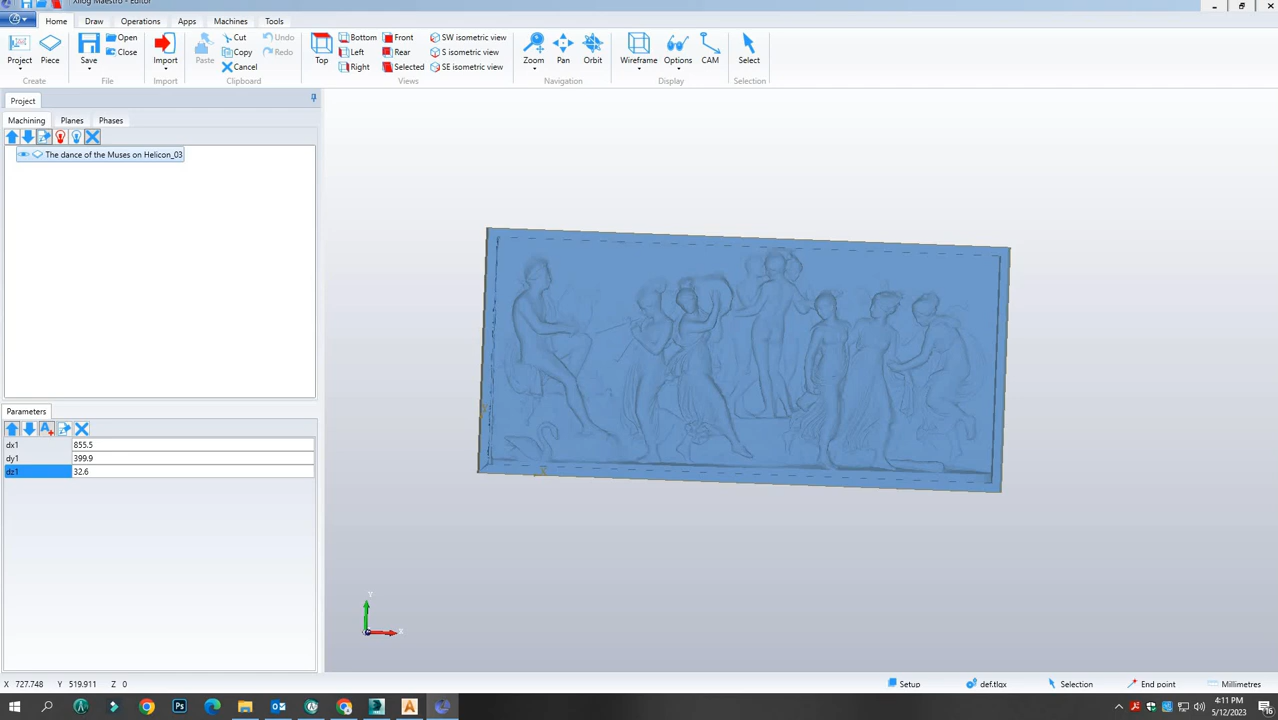 Xilog Maestro - Editor
Home Draw Operations Apps Machines Tools
Project Piece Save Open Close Import Paste Cut Copy Cancel Undo Redo Top Bottom Left Right Front Rear Selected SW isometric view S isometric view SE isometric view Zoom Pan Orbit Wireframe Options CAM Select
Create File Import Clipboard Views Navigation Display Selection
Project
Machining Planes Phases
The dance of the Muses on Helicon_03
Parameters
dx1 855.5
dy1 399.9
dz1 32.6
Y
X
X 727.748 Y 519.911 Z 0 Setup def.tlgx Selection End point Millimetres
4:11 PM
5/12/2023
16